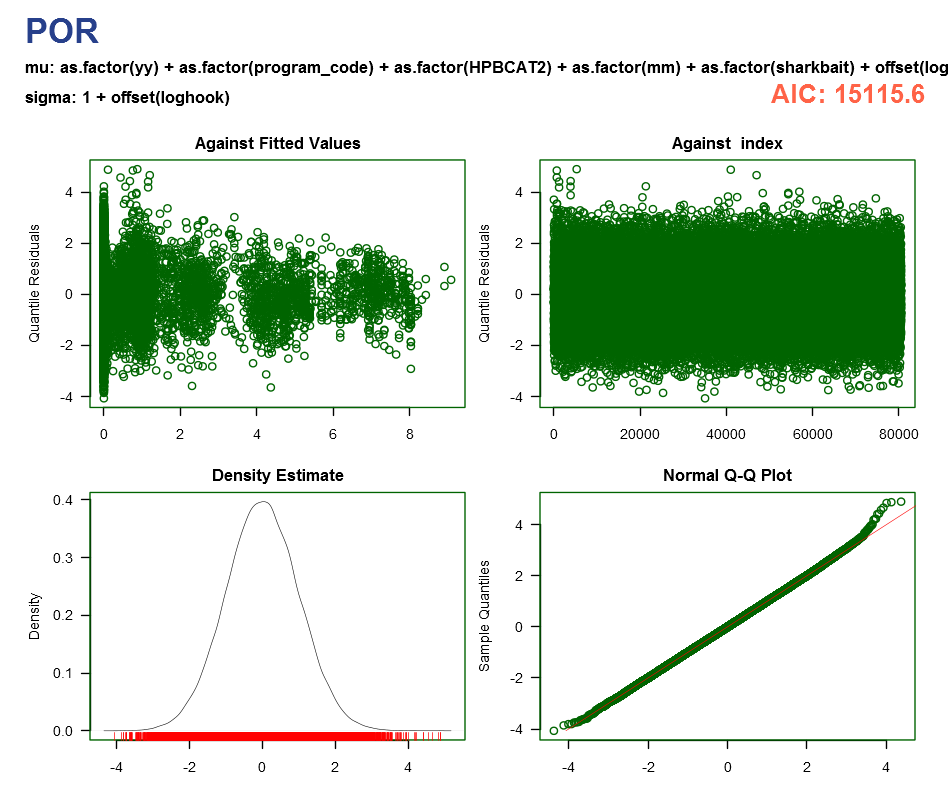 POR
mu: as.factor(yy) + as.factor(program_code) + as.factor(HPBCAT2) + as.factor(mm) + as.factor(sharkbait) + offset(log
sigma: 1 + offset(loghook)
AIC: 15115.6
Against Fitted Values
Quantile Residuals
4
2
0
-2
-4
0 2 4 6 8
Against  index
Quantile Residuals
4
2
0
-2
-4
0 20000 40000 60000 80000
Density Estimate
Density
0.4
0.3
0.2
0.1
0.0
-4 -2 0 2 4
Normal Q-Q Plot
Sample Quantiles
4
2
0
-2
-4
-4 -2 0 2 4